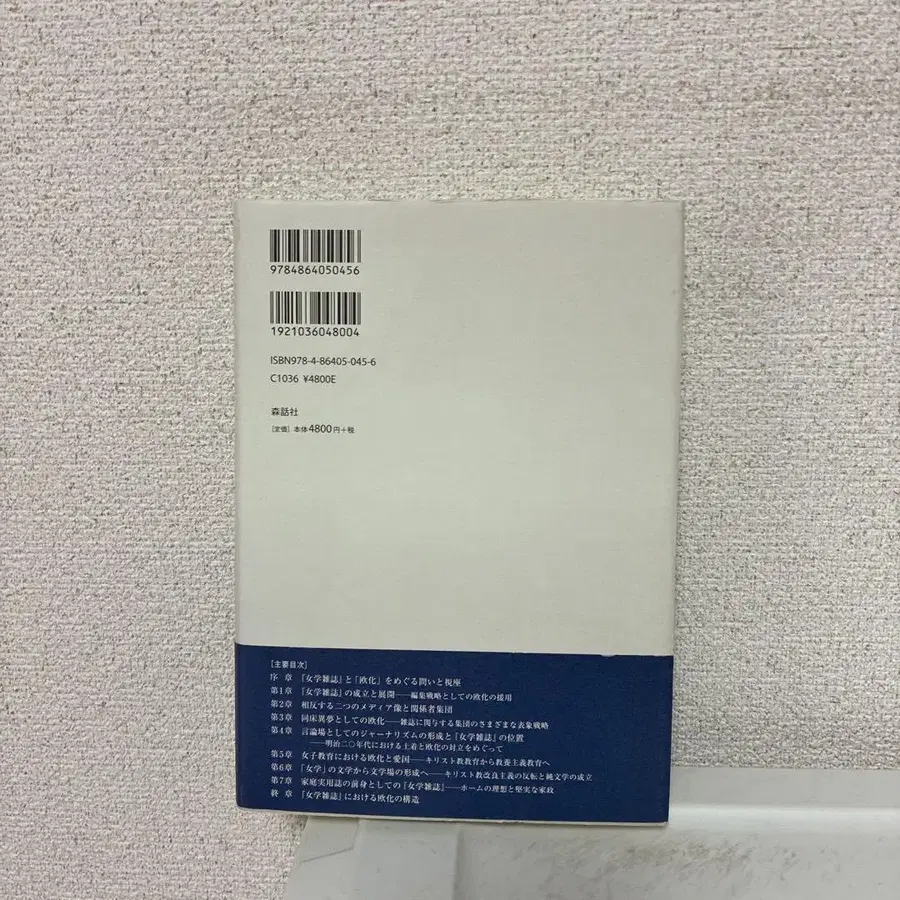 9784864050456
1921036048004
ISBN978-4-86405-045-6
C1036 ¥4800E
森話社
[定価] 本体4800円+税
[主要目次]
序 章 『女学雑誌』と「欧化」をめぐる問いと視座
第1章 『女学雑誌』の成立と展開——編集戦略としての欧化の援用
第2章 相反する二つのメディア像と関係者集団
第3章 同床異夢としての欧化——雑誌に関与する集団のさまざまな表象戦略
第4章 言論場としてのジャーナリズムの形成と『女学雑誌』の位置
——明治二〇年代における土着と欧化の対立をめぐって
第5章 女子教育における欧化と愛国——キリスト教教育から教養主義教育へ
第6章 「女学」の文学から文学場の形成へ——キリスト教改良主義の反転と純文学の成立
第7章 家庭実用誌の前身としての『女学雑誌』——ホームの理想と堅実な家政
終 章 『女学雑誌』における欧化の構造